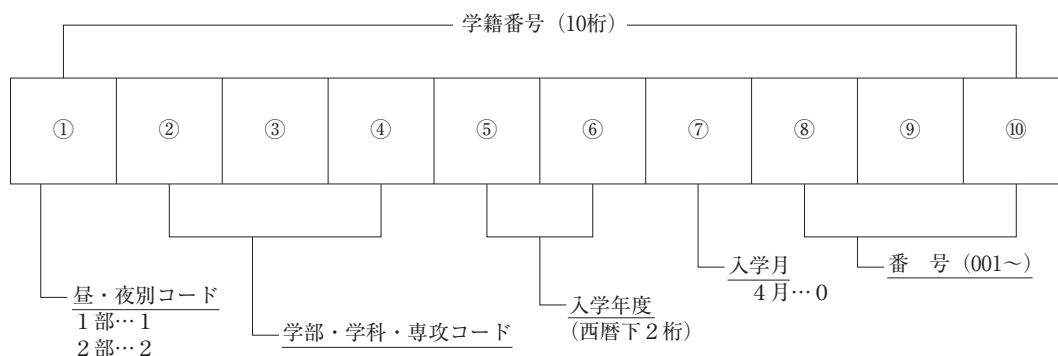 学籍番号（10桁）
① ② ③ ④ ⑤ ⑥ ⑦ ⑧ ⑨ ⑩
昼・夜別コード
１部…１
２部…２
学部・学科・専攻コード
入学年度
（西暦下２桁）
入学月
４月…０
番　号（001～）